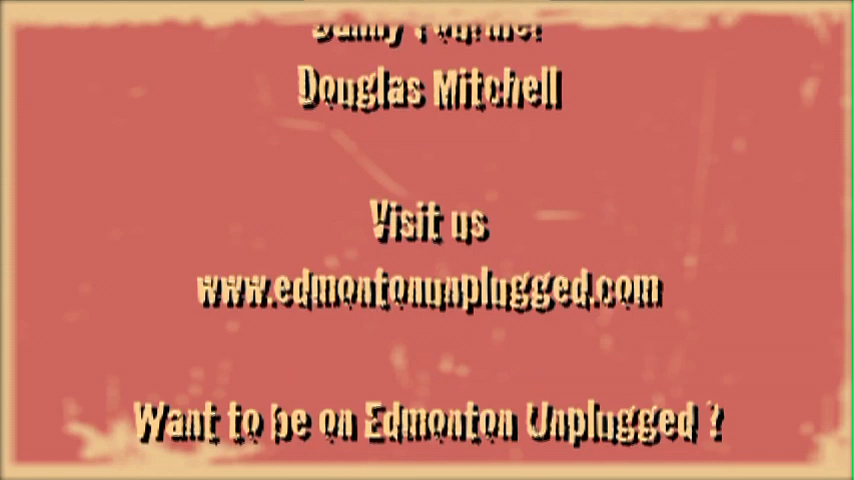 Douglas Mitchell
Visit us
www.edmontonunplugged.com
Want to be on Edmonton Unplugged ?